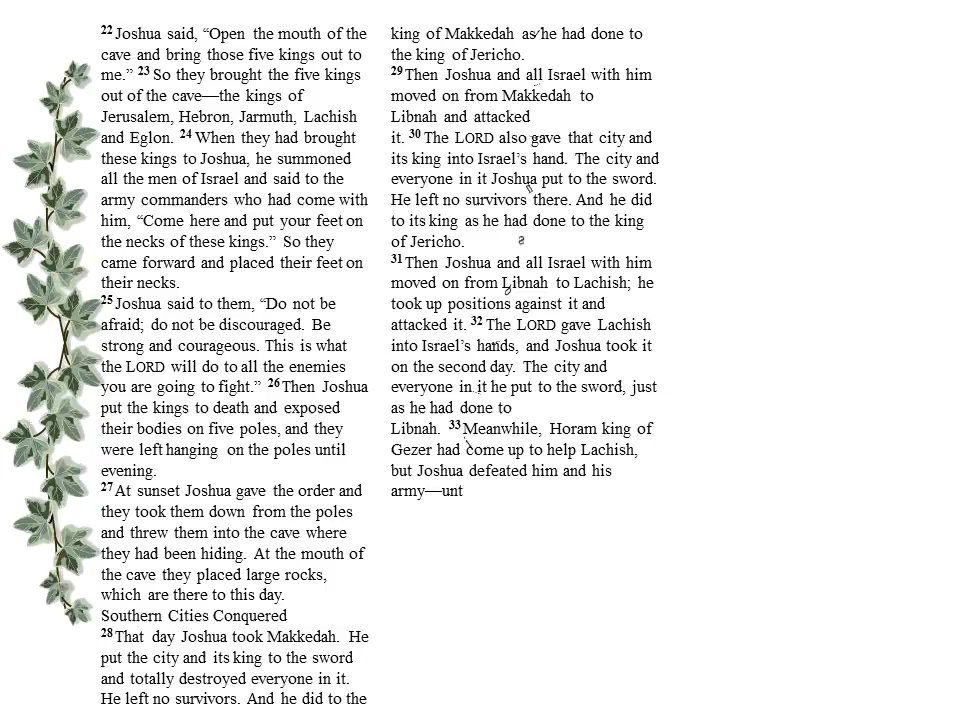 22 Joshua said, “Open the mouth of the
cave and bring those five kings out to
me.” 23 So they brought the five kings
out of the cave—the kings of
Jerusalem, Hebron, Jarmuth, Lachish
and Eglon. 24 When they had brought
these kings to Joshua, he summoned
all the men of Israel and said to the
army commanders who had come with
him, “Come here and put your feet on
the necks of these kings.” So they
came forward and placed their feet on
their necks.
25 Joshua said to them, “Do not be
afraid; do not be discouraged. Be
strong and courageous. This is what
the LORD will do to all the enemies
you are going to fight.” 26 Then Joshua
put the kings to death and exposed
their bodies on five poles, and they
were left hanging on the poles until
evening.
27 At sunset Joshua gave the order and
they took them down from the poles
and threw them into the cave where
they had been hiding. At the mouth of
the cave they placed large rocks,
which are there to this day.
Southern Cities Conquered
28 That day Joshua took Makkedah. He
put the city and its king to the sword
and totally destroyed everyone in it.
He left no survivors. And he did to the
king of Makkedah as he had done to
the king of Jericho.
29 Then Joshua and all Israel with him
moved on from Makkedah to
Libnah and attacked
it. 30 The LORD also gave that city and
its king into Israel’s hand. The city and
everyone in it Joshua put to the sword.
He left no survivors there. And he did
to its king as he had done to the king
of Jericho.
31 Then Joshua and all Israel with him
moved on from Libnah to Lachish; he
took up positions against it and
attacked it. 32 The LORD gave Lachish
into Israel’s hands, and Joshua took it
on the second day. The city and
everyone in it he put to the sword, just
as he had done to
Libnah. 33 Meanwhile, Horam king of
Gezer had come up to help Lachish,
but Joshua defeated him and his
army—unt